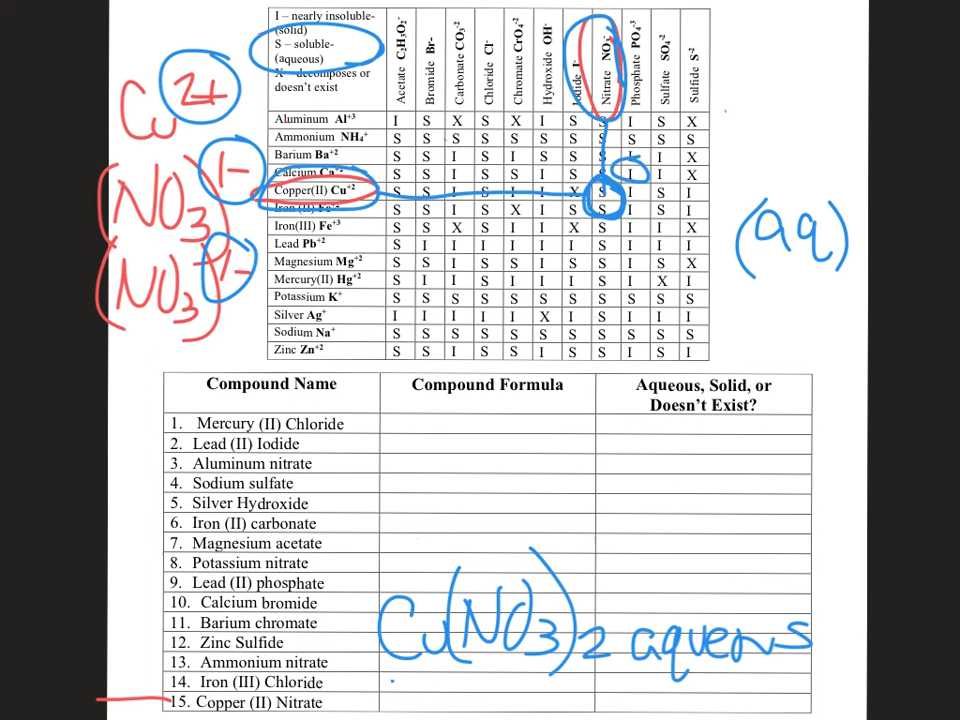 I – nearly insoluble-
(solid)
S – soluble-
(aqueous)
X – decomposes or
doesn't exist
Acetate C₂H₃O₂⁻
Bromide Br-
Carbonate CO₃⁻²
Chloride Cl⁻
Chromate CrO₄⁻²
Hydroxide OH⁻
Iodide I⁻
Nitrate NO₃⁻
Phosphate PO₄⁻³
Sulfate SO₄⁻²
Sulfide S⁻²
Aluminum Al⁺³ I S X S X I S S I S X
Ammonium NH₄⁺ S S S S S S S S S S S
Barium Ba⁺² S S I S I S S S I I X
Calcium Ca⁺² S S I S S I S S I I X
Copper(II) Cu⁺² S S I S I I X S I S I
Iron (II) Fe⁺² S S I S X I S S I S I
Iron(III) Fe⁺³ S S X S I I X S I I X
Lead Pb⁺² S I I I I I I S I I I
Magnesium Mg⁺² S S I S S I S S I S X
Mercury(II) Hg⁺² S I I S I I I S I X I
Potassium K⁺ S S S S S S S S S S S
Silver Ag⁺ I I I I I X I S I I I
Sodium Na⁺ S S S S S S S S S S S
Zinc Zn⁺² S S I S S I S S I S I
Cu 2+
(NO₃) 1-
(NO₃) 1-
(aq)
Compound Name Compound Formula Aqueous, Solid, or
Doesn't Exist?
1. Mercury (II) Chloride
2. Lead (II) Iodide
3. Aluminum nitrate
4. Sodium sulfate
5. Silver Hydroxide
6. Iron (II) carbonate
7. Magnesium acetate
8. Potassium nitrate
9. Lead (II) phosphate
10. Calcium bromide
11. Barium chromate
12. Zinc Sulfide
13. Ammonium nitrate
14. Iron (III) Chloride
15. Copper (II) Nitrate
Cu(NO3)2 aqueous